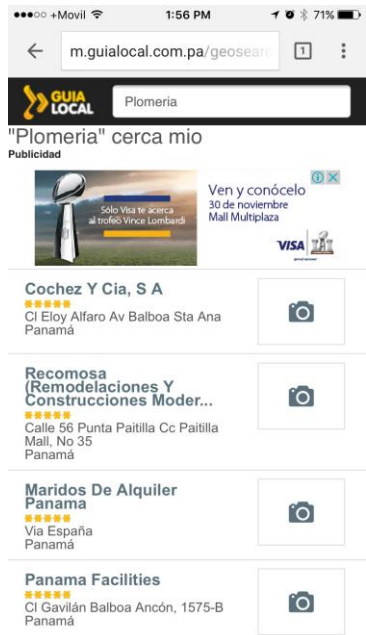 +Movil 1:56 PM 71%
m.guialocal.com.pa/geosearc 1
GUIA
LOCAL
Plomeria
"Plomeria" cerca mio
Publicidad
Sólo Visa te acerca
al trofeo Vince Lombardi
Ven y conócelo
30 de noviembre
Mall Multiplaza
VISA
Cochez Y Cia, S A
Cl Eloy Alfaro Av Balboa Sta Ana
Panamá
Recomosa
(Remodelaciones Y
Construcciones Moder...
Calle 56 Punta Paitilla Cc Paitilla
Mall, No 35
Panamá
Maridos De Alquiler
Panama
Via España
Panamá
Panama Facilities
Cl Gavilán Balboa Ancón, 1575-B
Panamá